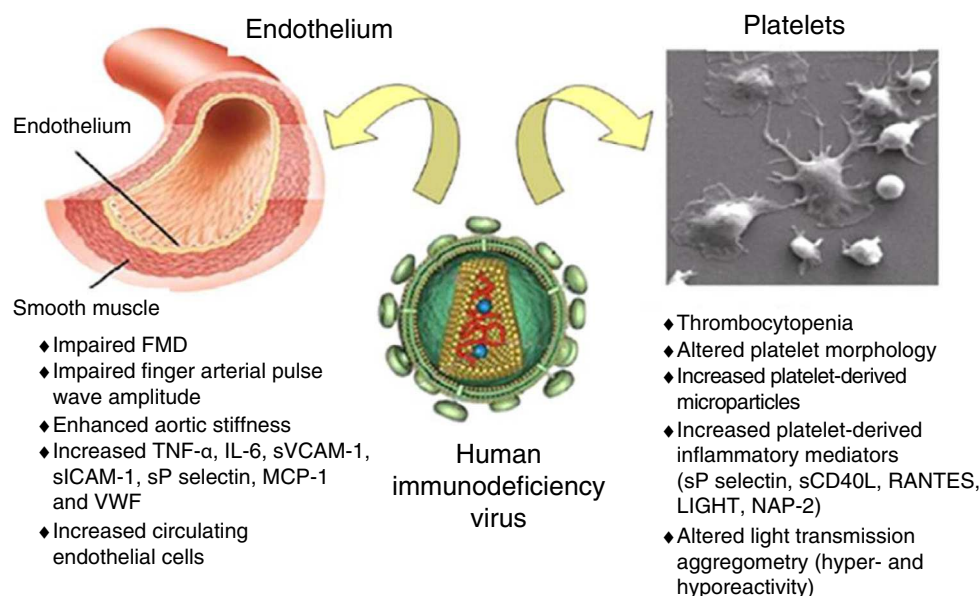 Endothelium
Platelets
Endothelium
Smooth muscle
♦Impaired FMD
♦Impaired finger arterial pulse
wave amplitude
♦Enhanced aortic stiffness
♦Increased TNF-α, IL-6, sVCAM-1,
sICAM-1, sP selectin, MCP-1
and VWF
♦Increased circulating
endothelial cells
Human
immunodeficiency
virus
♦Thrombocytopenia
♦Altered platelet morphology
♦Increased platelet-derived
microparticles
♦Increased platelet-derived
inflammatory mediators
(sP selectin, sCD40L, RANTES,
LIGHT, NAP-2)
♦Altered light transmission
aggregometry (hyper- and
hyporeactivity)